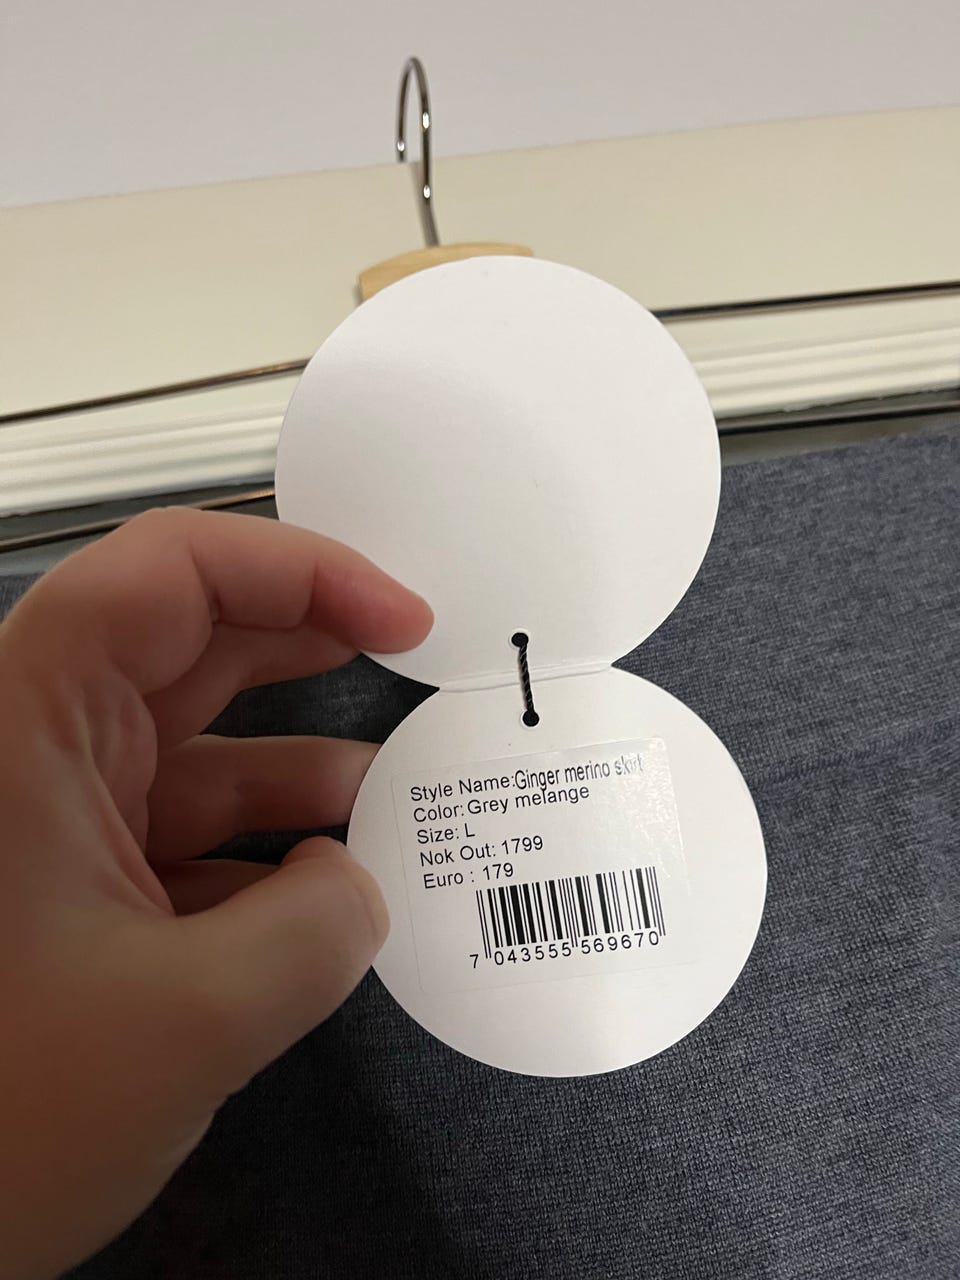 Style Name:Ginger merino skirt
Color: Grey melange
Size: L
Nok Out: 1799
Euro : 179
7 043555 569670